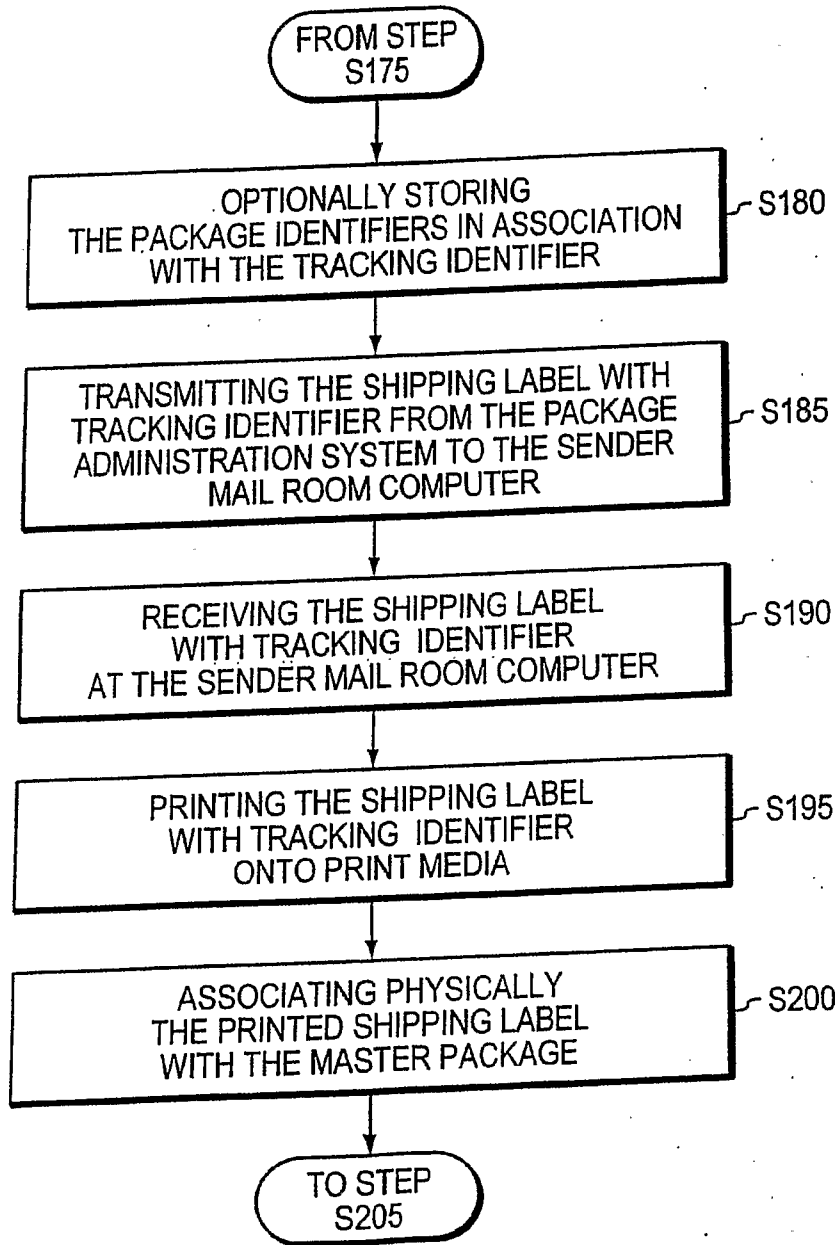 FROM STEP
S175
OPTIONALLY STORING
THE PACKAGE IDENTIFIERS IN ASSOCIATION
WITH THE TRACKING IDENTIFIER
S180
TRANSMITTING THE SHIPPING LABEL WITH
TRACKING IDENTIFIER FROM THE PACKAGE
ADMINISTRATION SYSTEM TO THE SENDER
MAIL ROOM COMPUTER
S185
RECEIVING THE SHIPPING LABEL
WITH TRACKING IDENTIFIER
AT THE SENDER MAIL ROOM COMPUTER
S190
PRINTING THE SHIPPING LABEL
WITH TRACKING IDENTIFIER
ONTO PRINT MEDIA
S195
ASSOCIATING PHYSICALLY
THE PRINTED SHIPPING LABEL
WITH THE MASTER PACKAGE
S200
TO STEP
S205